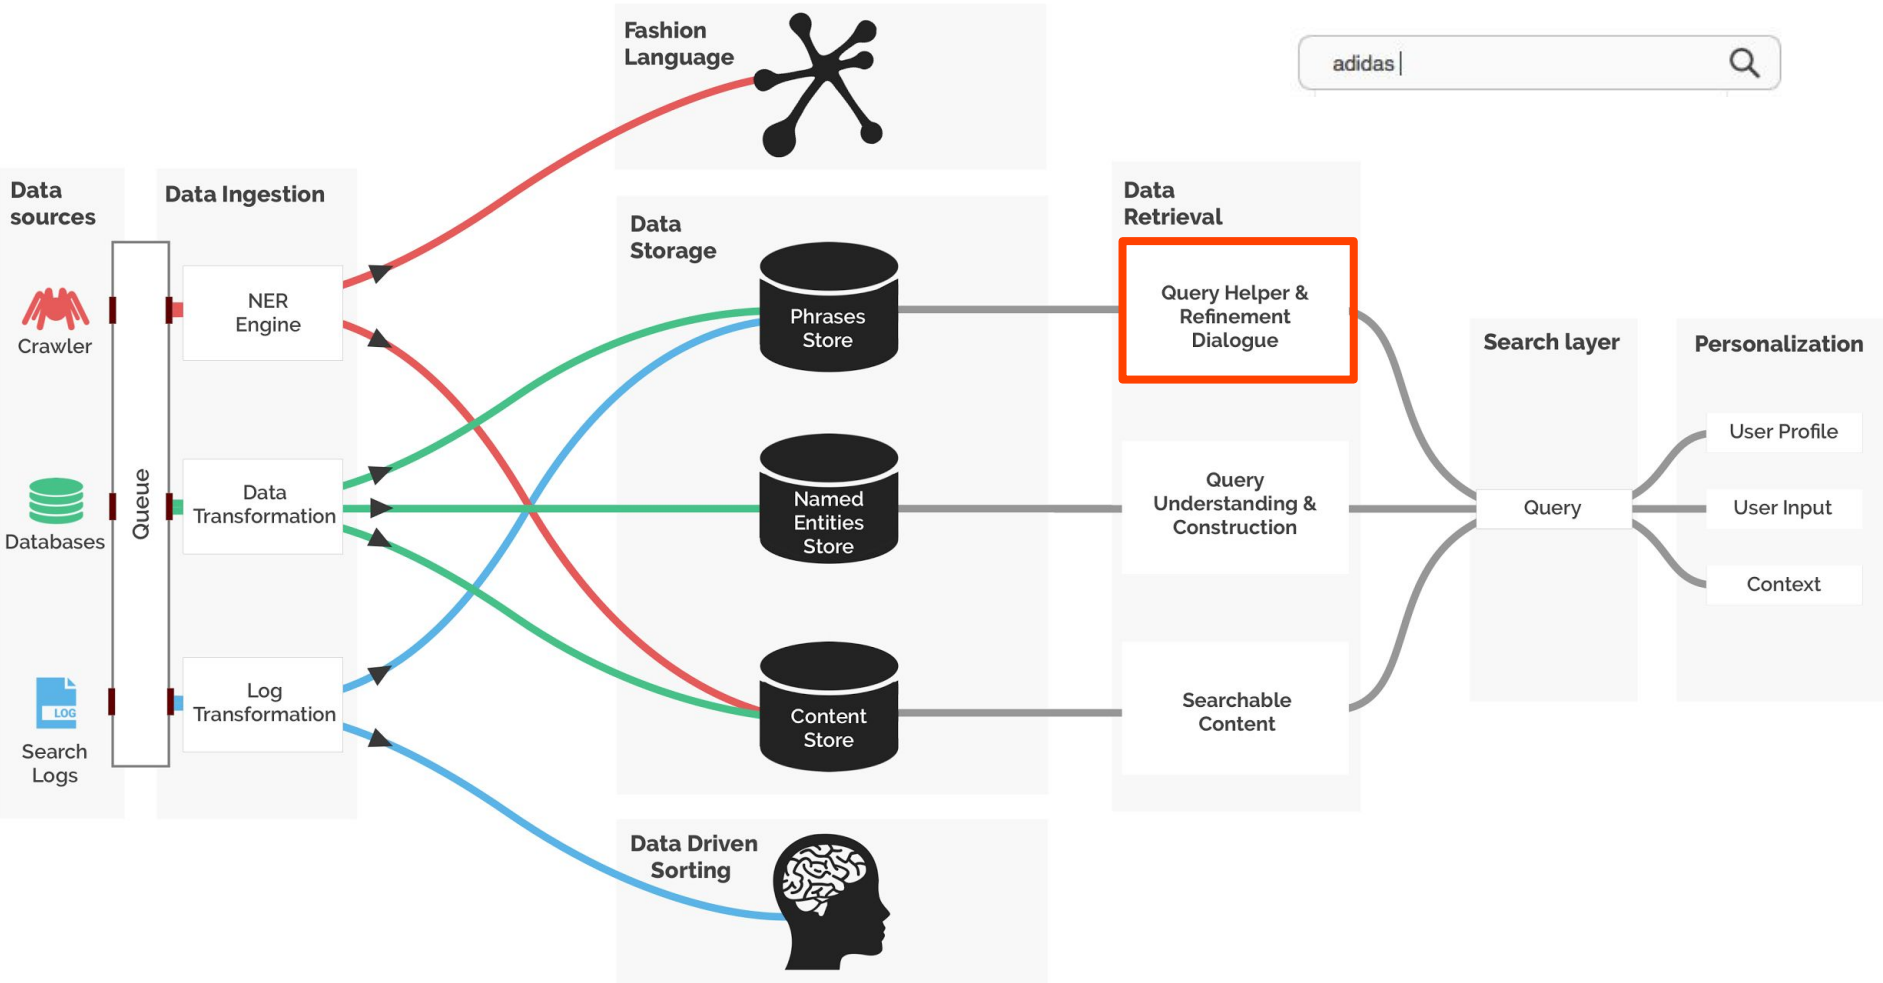 Fashion
Language
adidas
Data
sources
Data Ingestion
Data
Storage
Data
Retrieval
Crawler
NER
Engine
Phrases
Store
Query Helper &
Refinement
Dialogue
Search layer
Personalization
Queue
Databases
Data
Transformation
Named
Entities
Store
Query
Understanding &
Construction
Query
User Profile
User Input
Context
LOG
Search
Logs
Log
Transformation
Content
Store
Searchable
Content
Data Driven
Sorting